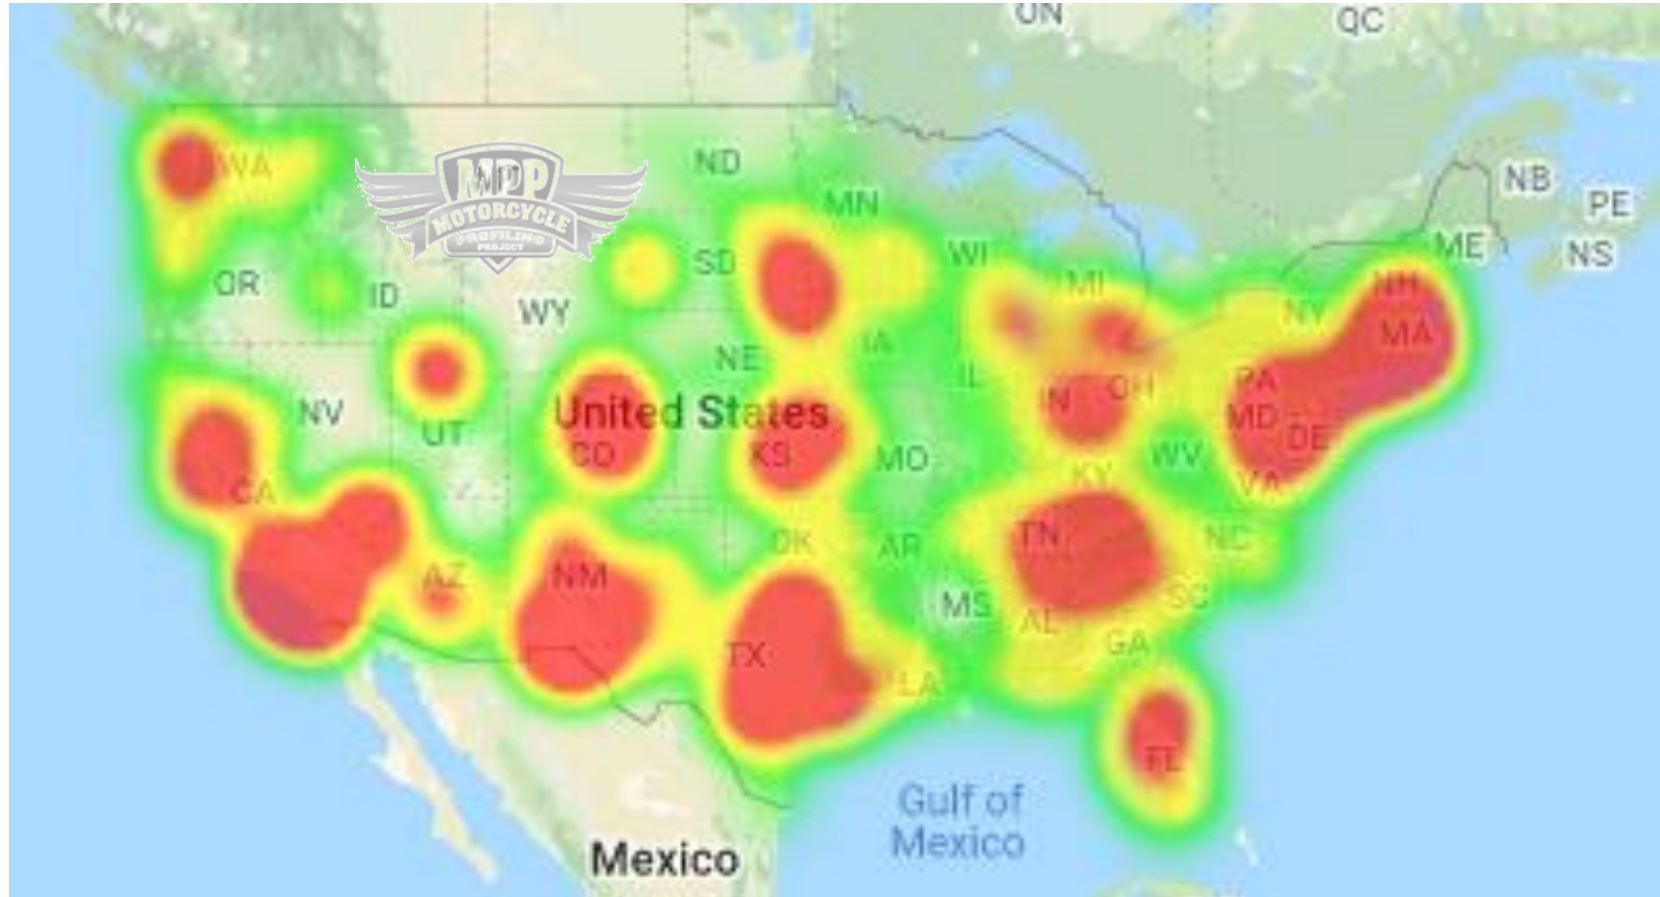 ON
QC
WA
ND
MPP
MOTORCYCLE
PROFILING
PROJECT
NB
MN
PE
ME
WI
SD
NS
OR
ID
MI
NH
WY
NY
MA
IA
NE
IL
PA
OH
IN
NV
United States
MD
UT
DE
CO
KS
MO
WV
KY
VA
CA
TN
NC
OK
AR
AZ
NM
MS
SC
AL
GA
TX
LA
FL
Gulf of
Mexico
Mexico